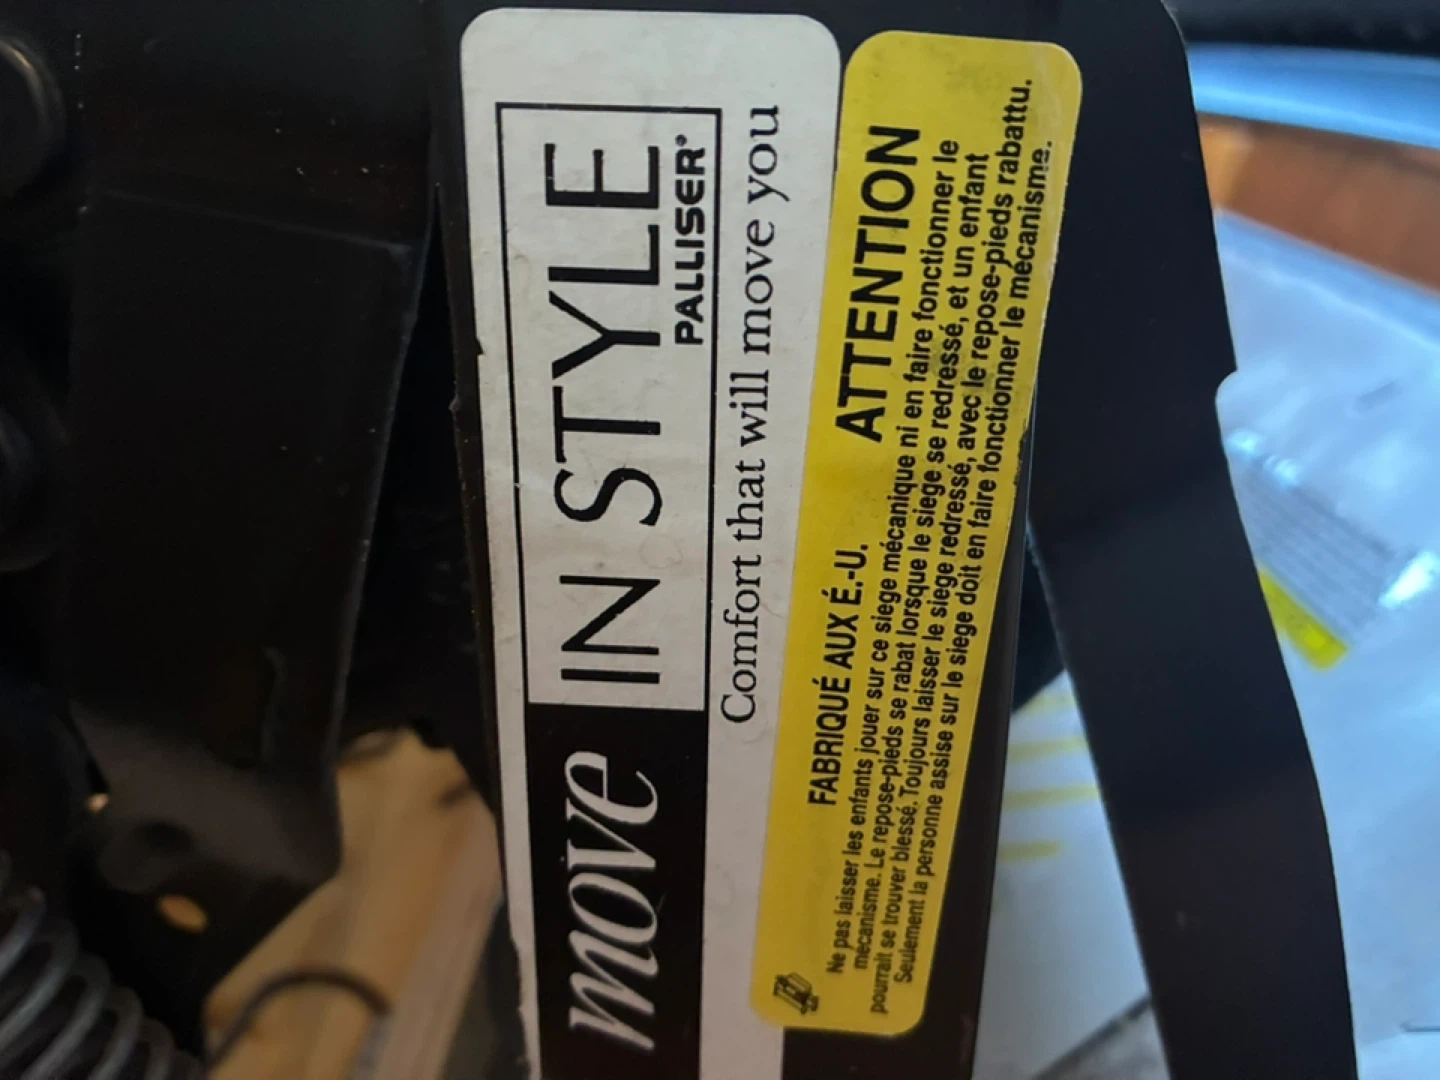 move IN STYLE
PALLISER®
Comfort that will move you
FABRIQUÉ AUX É.-U. ATTENTION
Ne pas laisser les enfants jouer sur ce siege mécanique ni en faire fonctionner le
mécanisme. Le repose-pieds se rabat lorsque le siege se redressé, et un enfant
pourrait se trouver blessé. Toujours laisser le siege redressé, avec le repose-pieds rabattu.
Seulement la personne assise sur le siege doit en faire fonctionner le mécanisme.